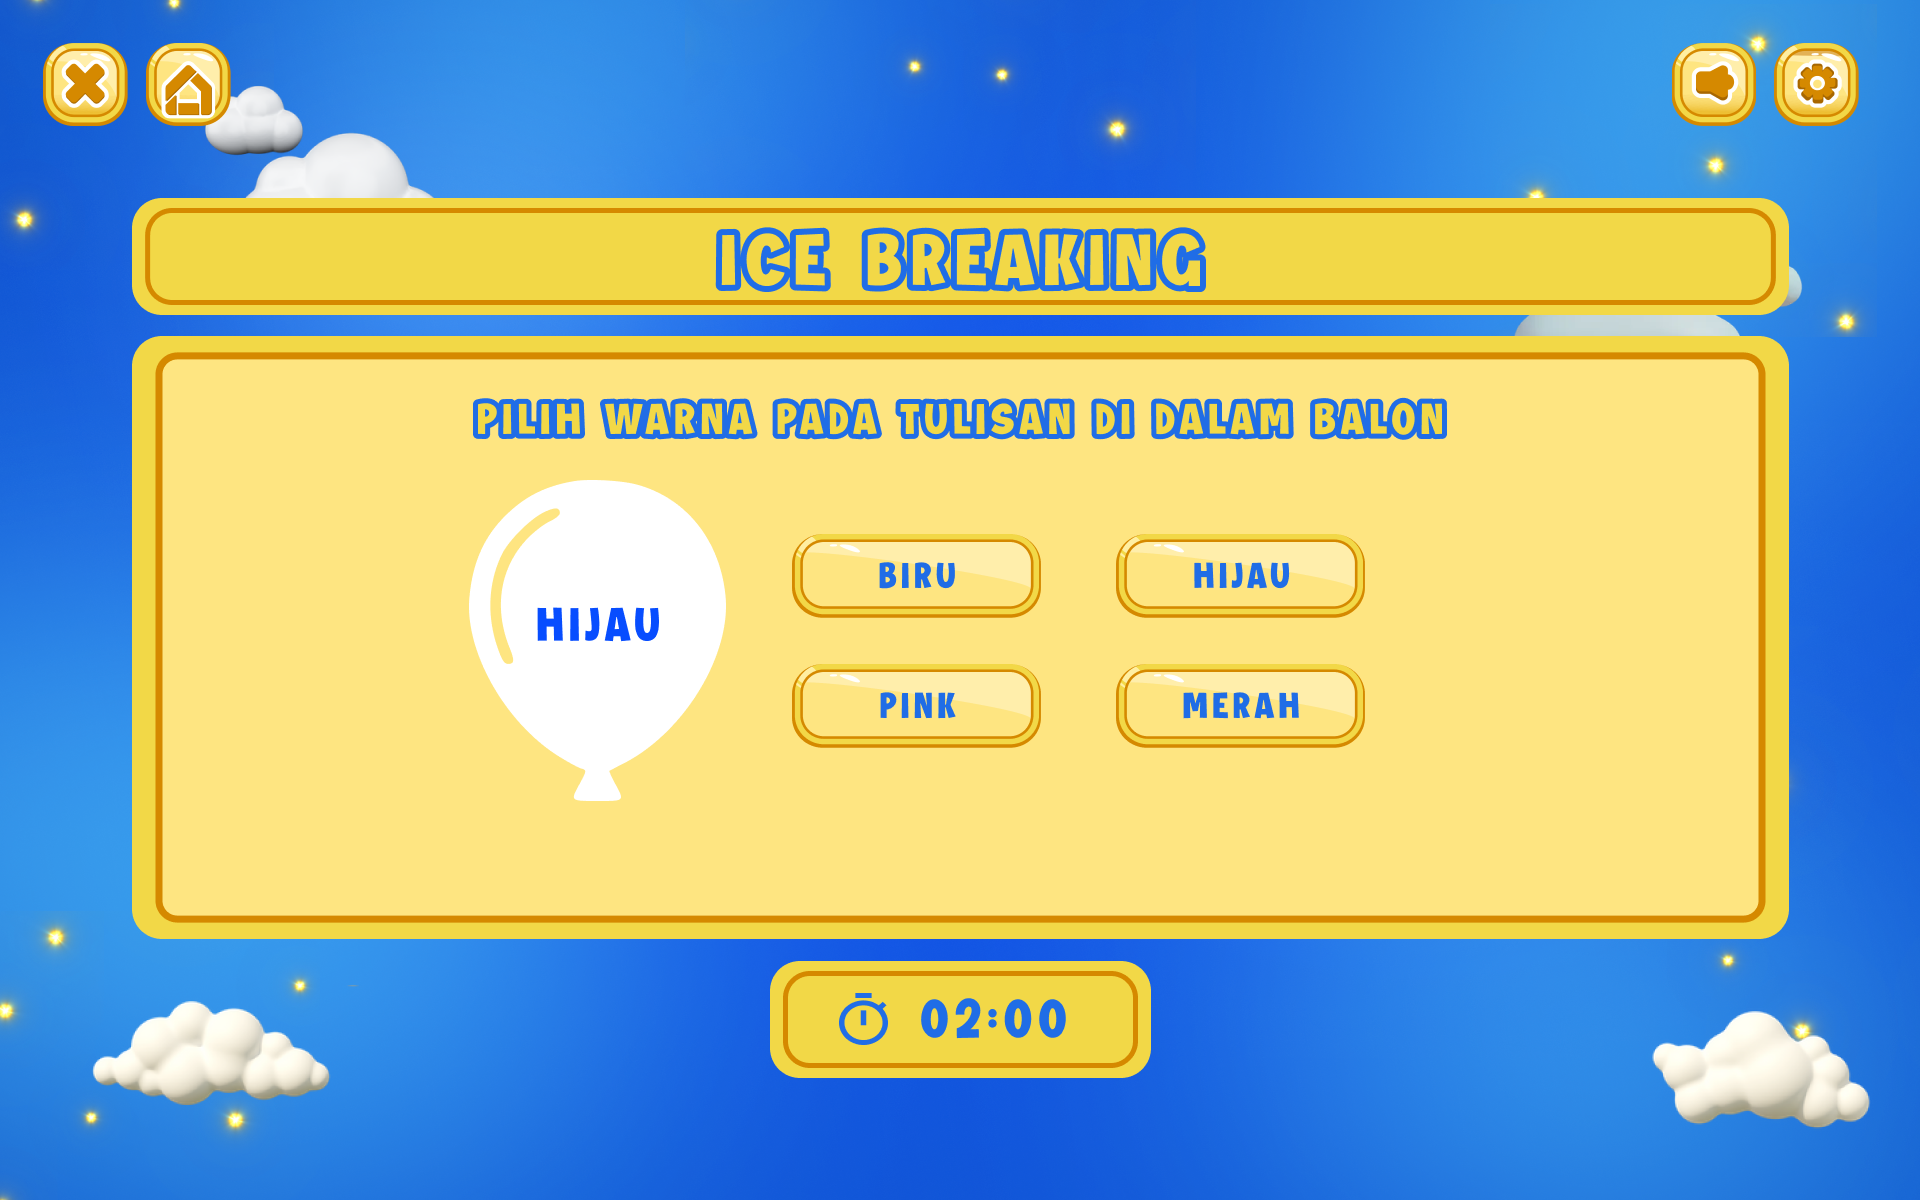 ICE BREAKING
PILIH WARNA PADA TULISAN DI DALAM BALON
HIJAU
BIRU
HIJAU
PINK
MERAH
02:00